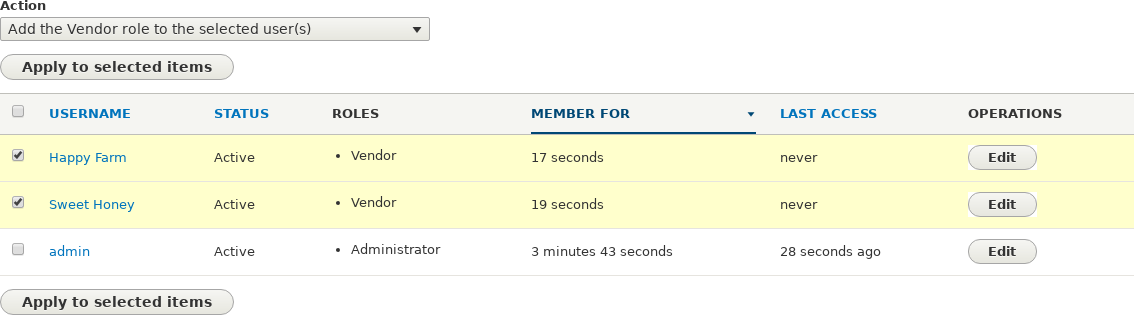 Action
Add the Vendor role to the selected user(s)
Apply to selected items
USERNAME STATUS ROLES MEMBER FOR LAST ACCESS OPERATIONS
Happy Farm Active • Vendor 17 seconds never Edit
Sweet Honey Active • Vendor 19 seconds never Edit
admin Active • Administrator 3 minutes 43 seconds 28 seconds ago Edit
Apply to selected items